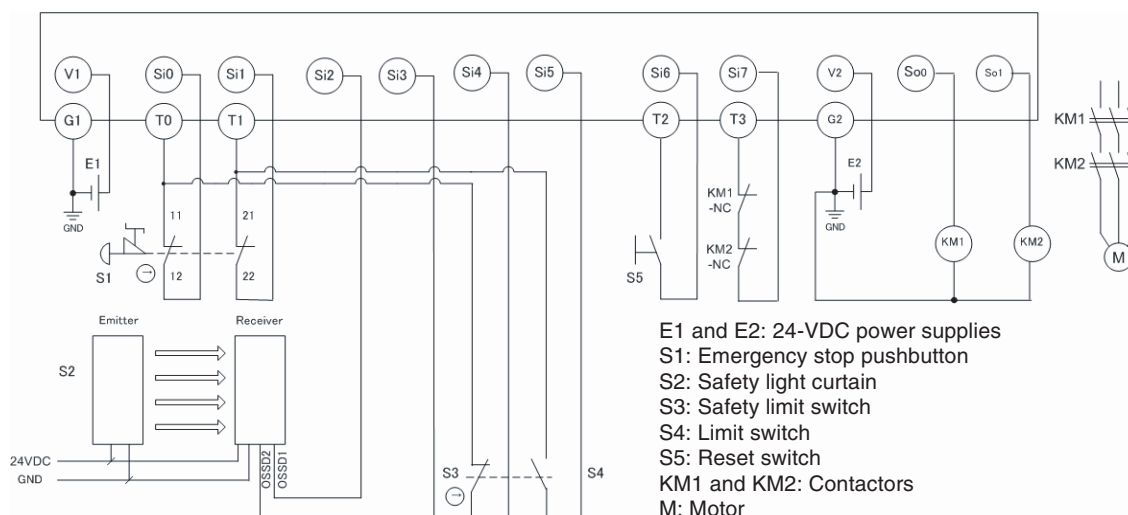 V1 Si0 Si1 Si2 Si3 Si4 Si5 Si6 Si7 V2 So0 So1
G1 T0 T1 T2 T3 G2
KM1
KM2
E1
E2
GND
GND
11
21
12
22
S1
KM1
-NC
KM2
-NC
S5
KM1
KM2
M
Emitter
Receiver
S2
24VDC
GND
OSSD2
OSSD1
S3
S4
E1 and E2: 24-VDC power supplies
S1: Emergency stop pushbutton
S2: Safety light curtain
S3: Safety limit switch
S4: Limit switch
S5: Reset switch
KM1 and KM2: Contactors
M: Motor